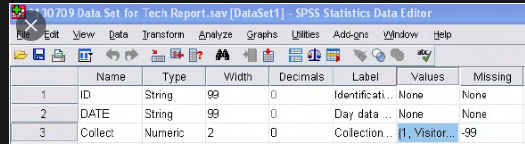 130709 Data Set for Tech Report.sav [DataSet1] - SPSS Statistics Data Editor
File Edit View Data Transform Analyze Graphs Utilities Add-ons Window Help
Name Type Width Decimals Label Values Missing
1 ID String 99 0 Identificati... None None
2 DATE String 99 0 Day data ... None None
3 Collect Numeric 2 0 Collection... {1, Visitor... -99